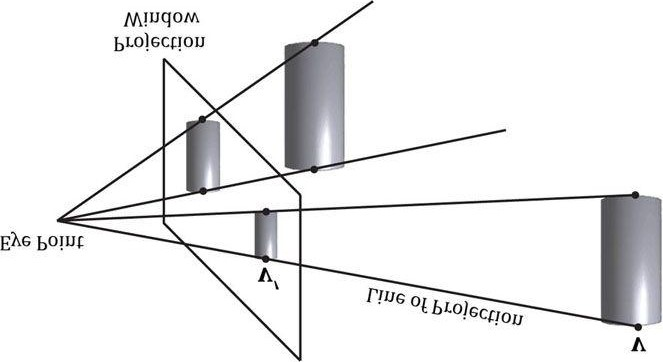 Projection
Window
Eye Point
v'
Line of Projection
v